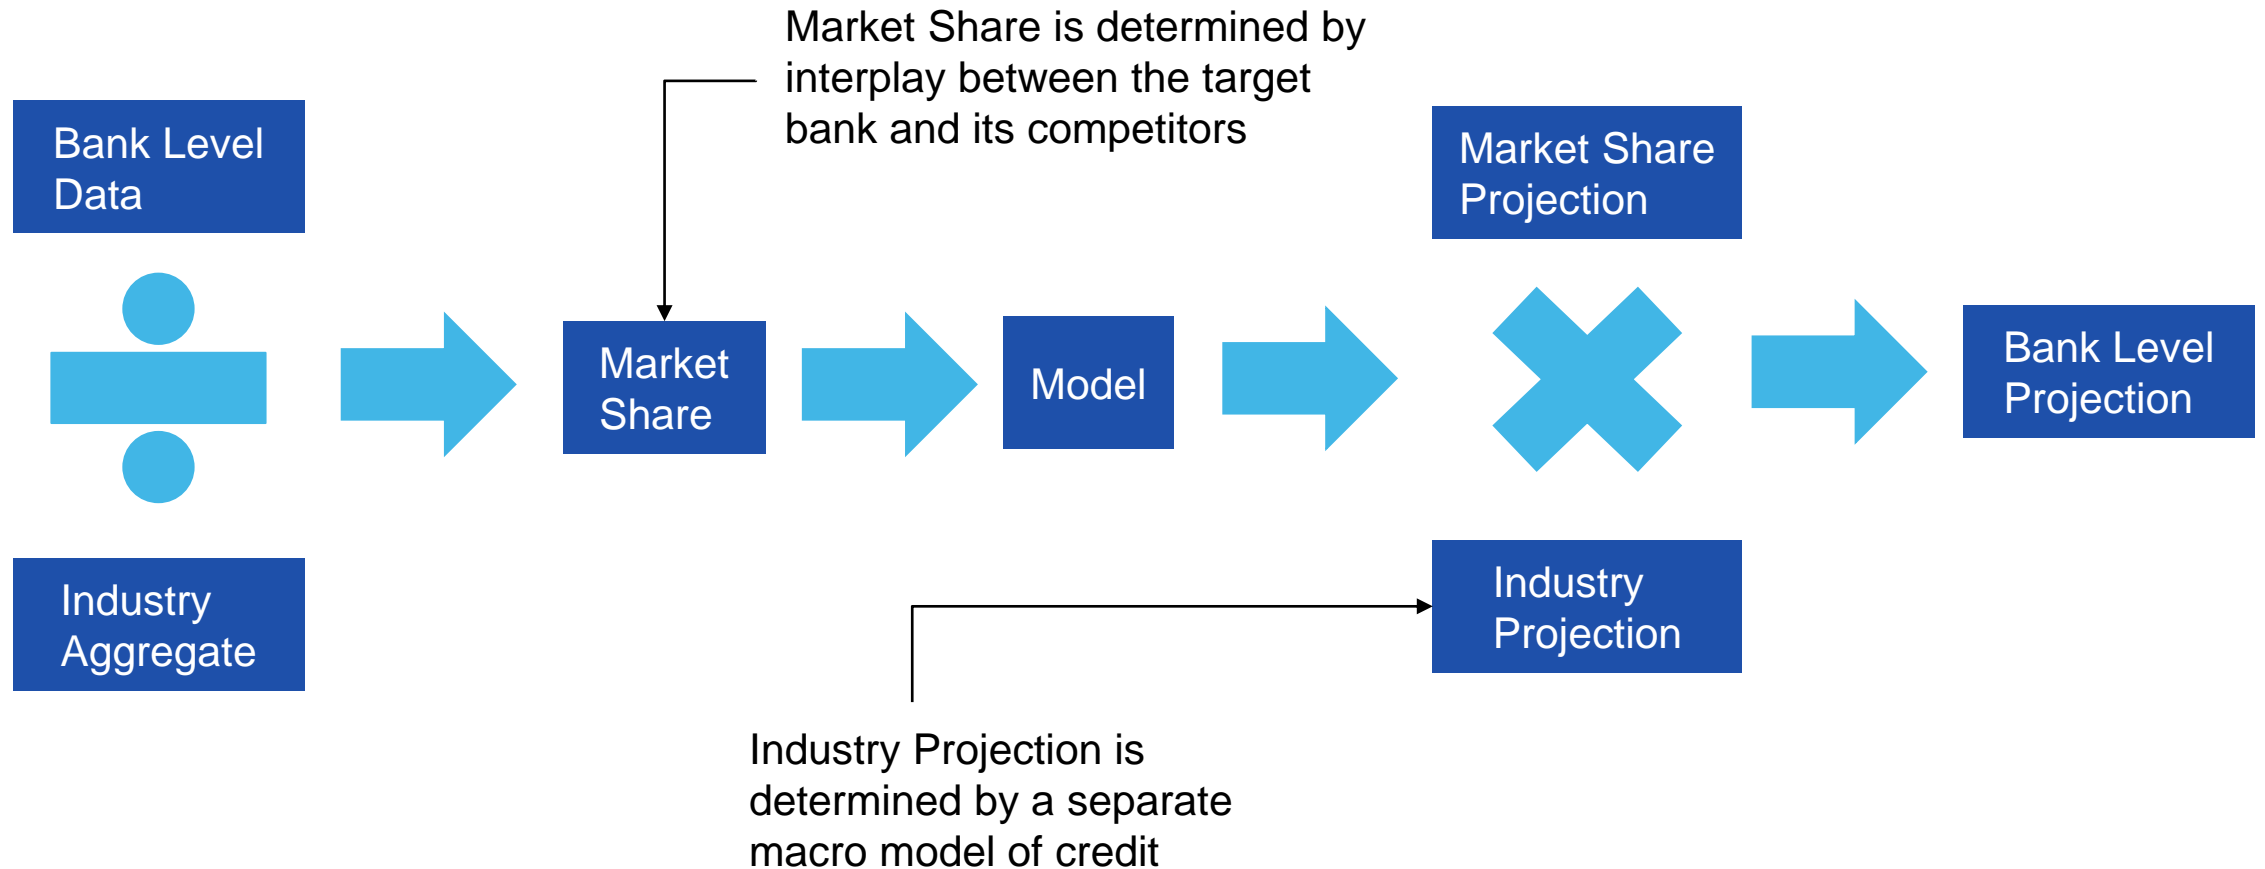 Market Share is determined by
interplay between the target
bank and its competitors
Bank Level
Data
Market Share
Projection
Market
Share
Model
Bank Level
Projection
Industry
Aggregate
Industry
Projection
Industry Projection is
determined by a separate
macro model of credit